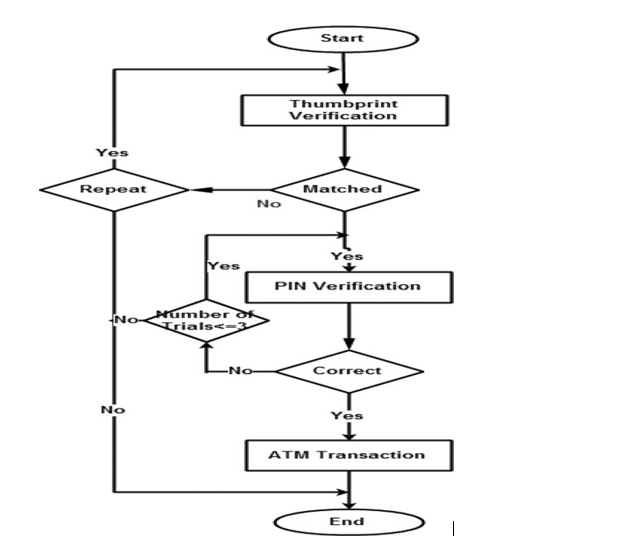 Start
Thumbprint
Verification
Yes
Repeat
Matched
No
Yes
Yes
PIN Verification
No
Number of
Trials<=3
No
Correct
No
Yes
ATM Transaction
End